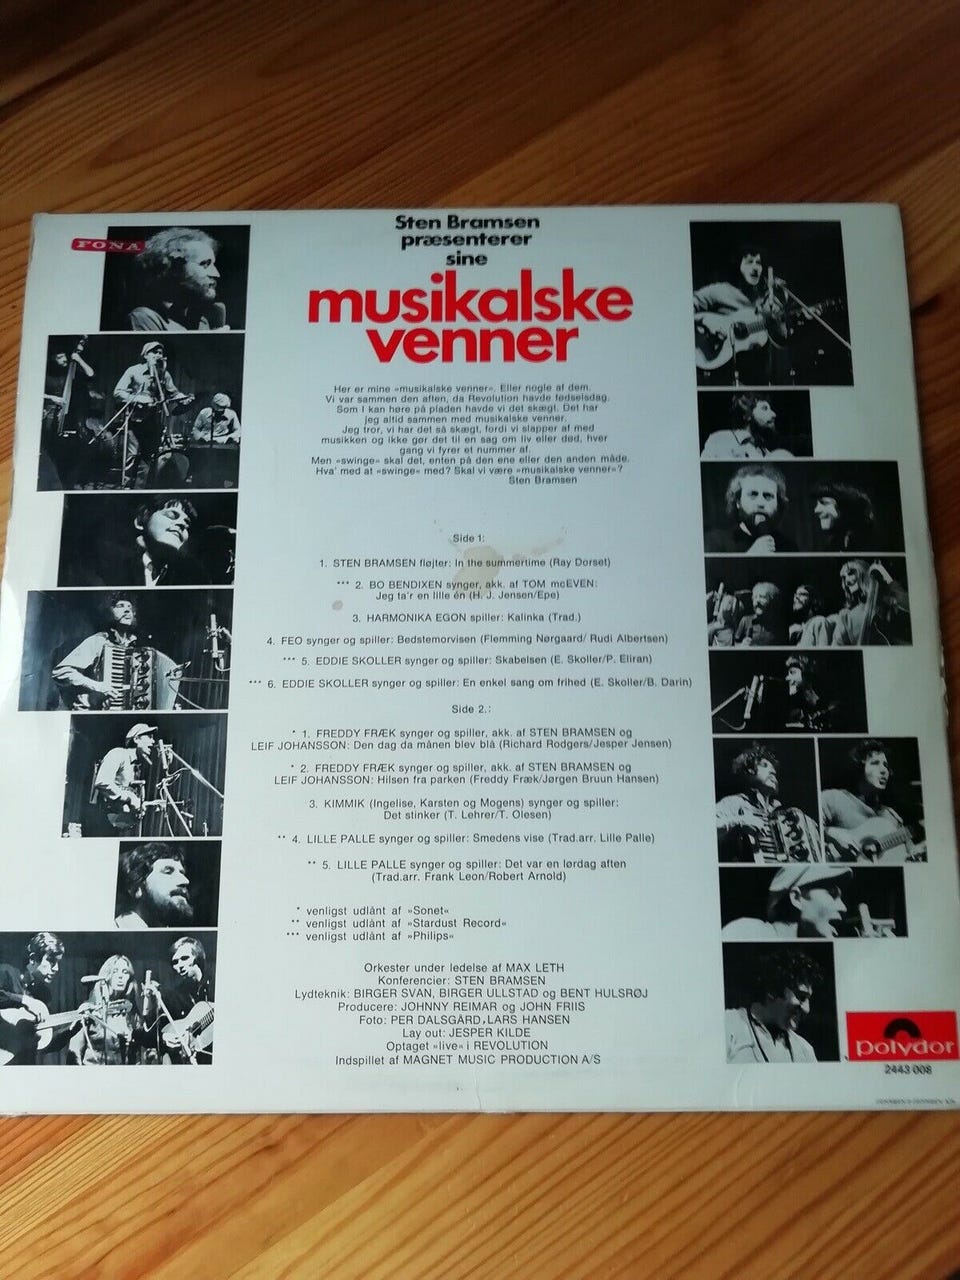 FONA
Sten Bramsen
præsenterer
sine
musikalske
venner
Her er mine »musikalske venner«. Eller nogle af dem.
Vi var sammen den aften, da Revolution havde fødselsdag.
Som I kan høre på pladen havde vi det skægt. Det har
jeg altid sammen med musikalske venner.
Jeg tror, vi har det så skægt, fordi vi slapper af med
musikken og ikke gør det til en sag om liv eller død, hver
gang vi fyrer et nummer af.
Men »swinge« skal det, enten på den ene eller den anden måde.
Hva' med at »swinge« med? Skal vi være »musikalske venner«?
Sten Bramsen
Side 1:
1. STEN BRAMSEN fløjter: In the summertime (Ray Dorset)
*** 2. BO BENDIXEN synger, akk. af TOM mcEVEN:
Jeg ta'r en lille én (H. J. Jensen/Epe)
3. HARMONIKA EGON spiller: Kalinka (Trad.)
4. FEO synger og spiller: Bedstemorvisen (Flemming Nørgaard/ Rudi Albertsen)
*** 5. EDDIE SKOLLER synger og spiller: Skabelsen (E. Skoller/P. Eliran)
*** 6. EDDIE SKOLLER synger og spiller: En enkel sang om frihed (E. Skoller/B. Darin)
Side 2.:
* 1. FREDDY FRÆK synger og spiller, akk. af STEN BRAMSEN og
LEIF JOHANSSON: Den dag da månen blev blå (Richard Rodgers/Jesper Jensen)
* 2. FREDDY FRÆK synger og spiller, akk. af STEN BRAMSEN og
LEIF JOHANSSON: Hilsen fra parken (Freddy Fræk/Jørgen Bruun Hansen)
3. KIMMIK (Ingelise, Karsten og Mogens) synger og spiller:
Det stinker (T. Lehrer/T. Olesen)
** 4. LILLE PALLE synger og spiller: Smedens vise (Trad.arr. Lille Palle)
** 5. LILLE PALLE synger og spiller: Det var en lørdag aften
(Trad.arr. Frank Leon/Robert Arnold)
* venligst udlånt af »Sonet«
** venligst udlånt af »Stardust Record«
*** venligst udlånt af »Philips«
Orkester under ledelse af MAX LETH
Konferencier: STEN BRAMSEN
Lydteknik: BIRGER SVAN, BIRGER ULLSTAD og BENT HULSRØJ
Producere: JOHNNY REIMAR og JOHN FRIIS
Foto: PER DALSGÅRD, LARS HANSEN
Lay out: JESPER KILDE
Optaget »live« i REVOLUTION
Indspillet af MAGNET MUSIC PRODUCTION A/S
polydor
2443 008